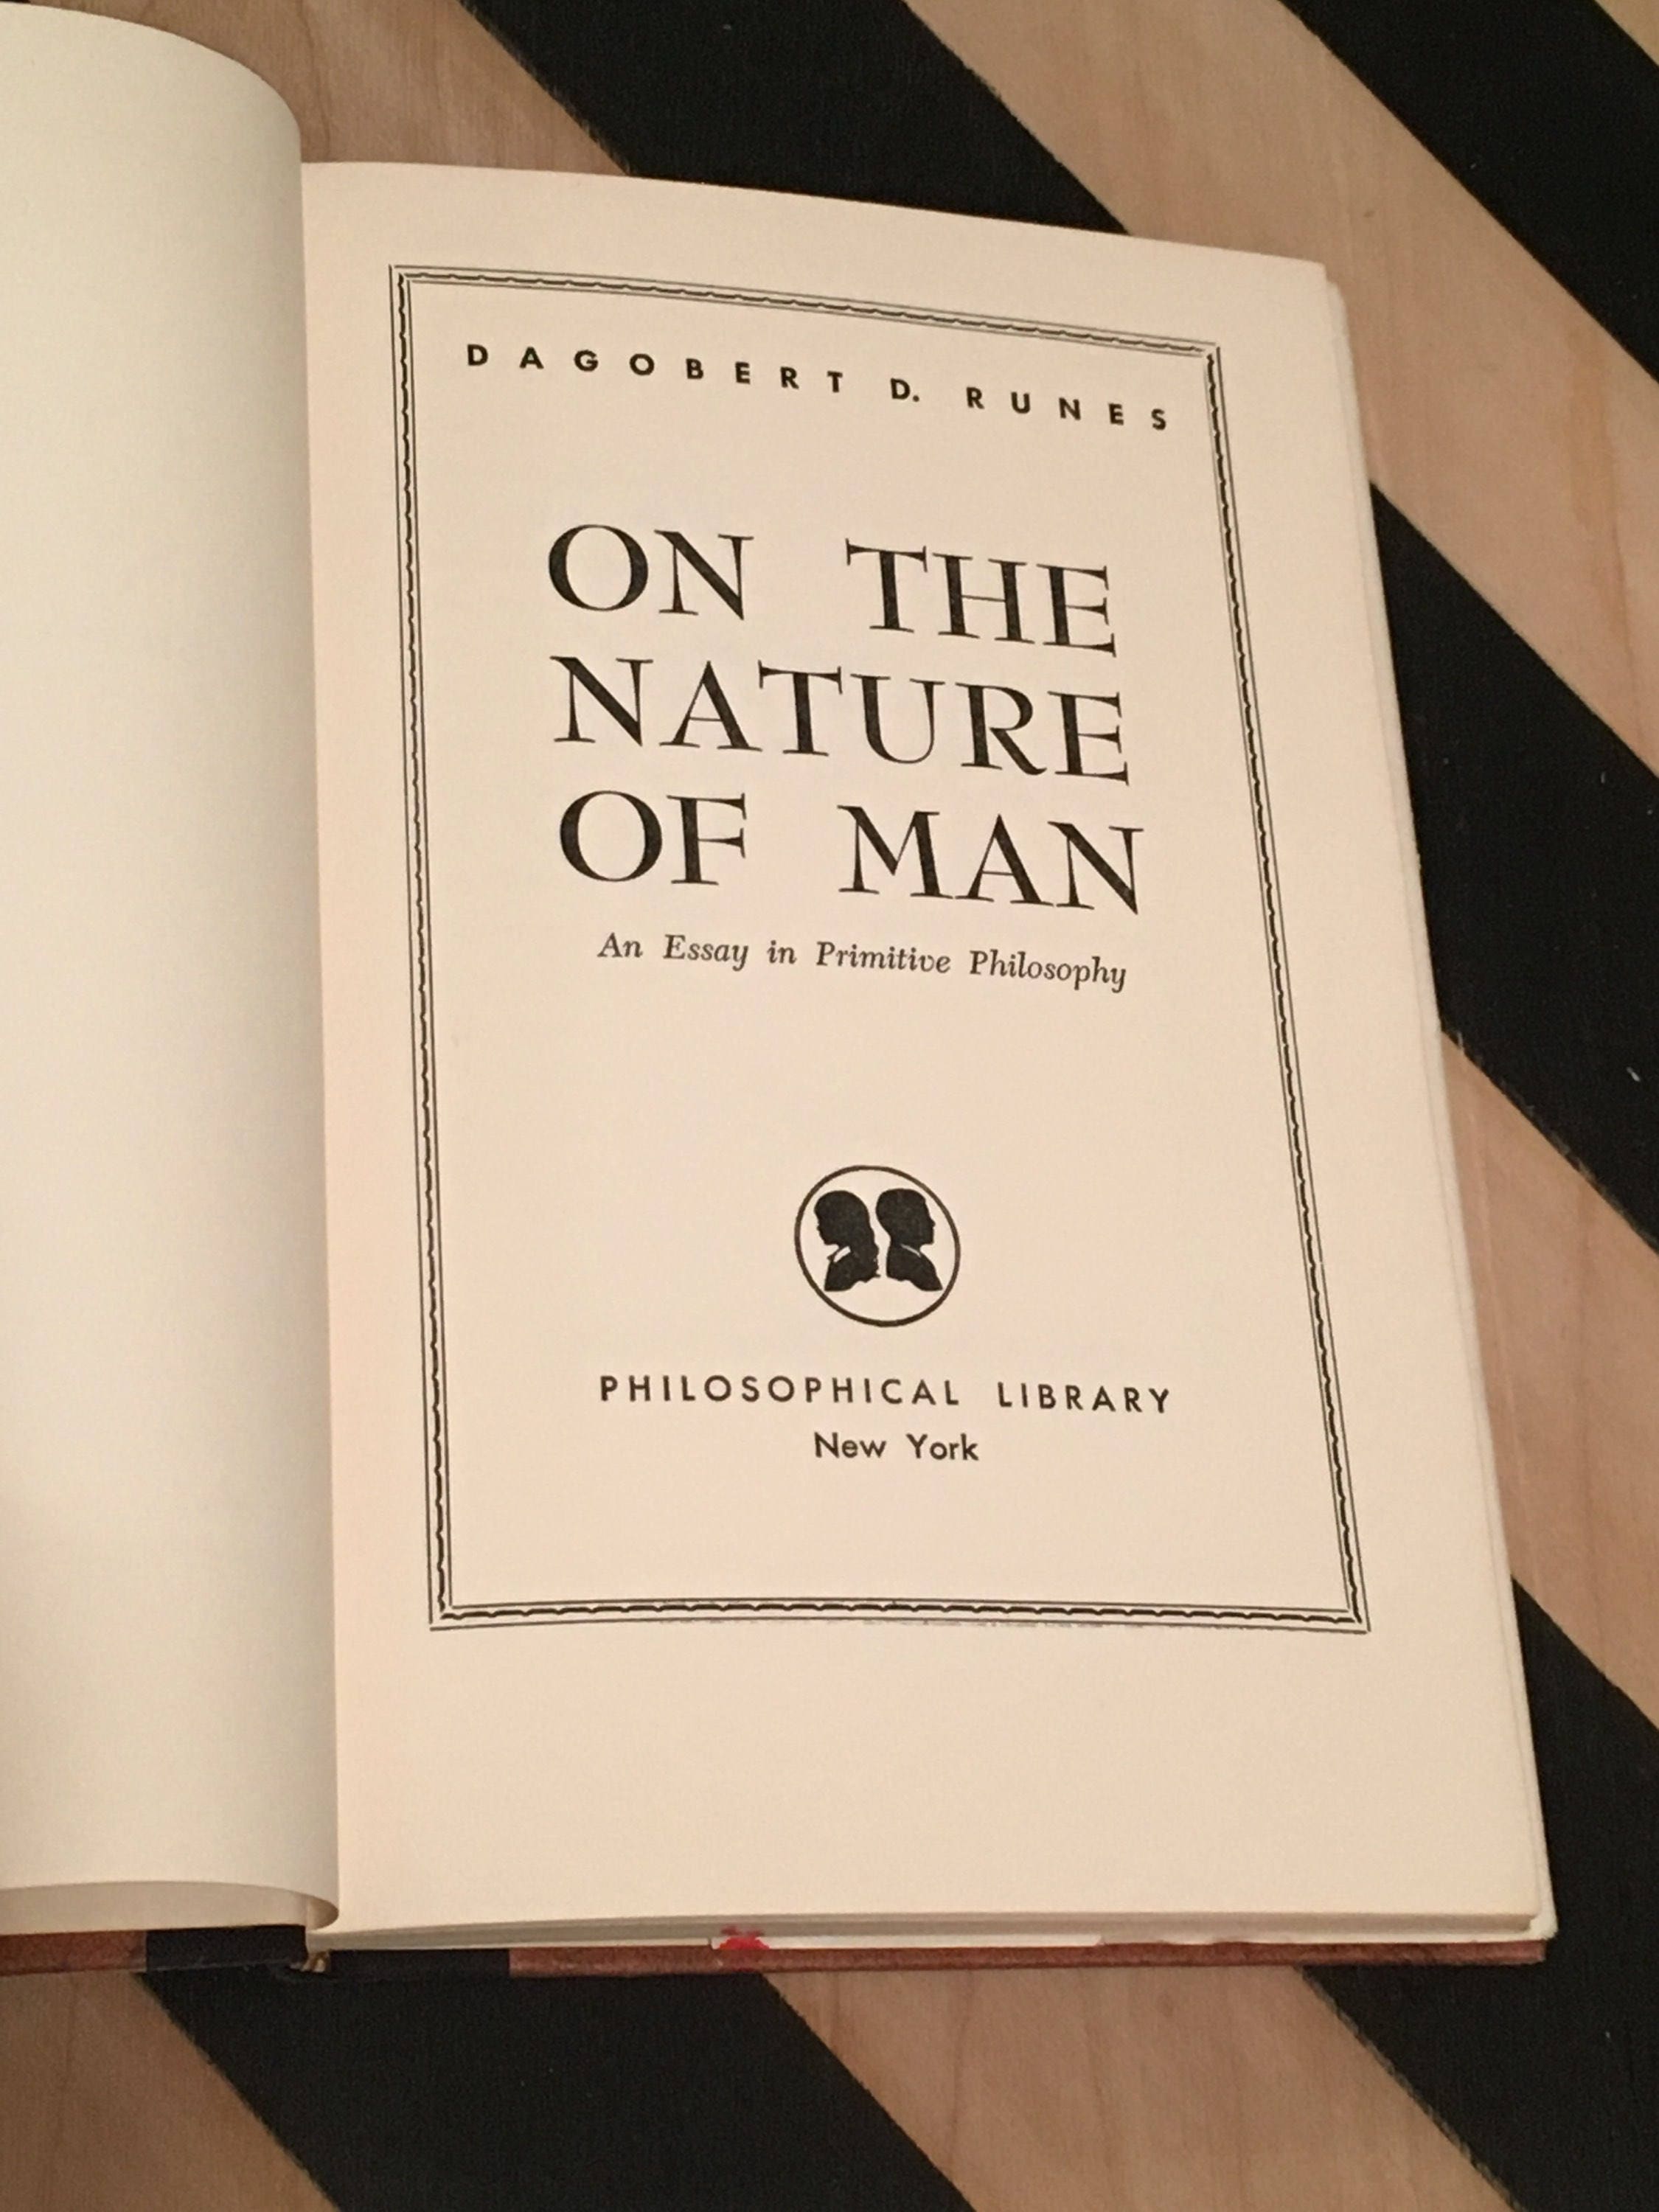 DAGOBERT D. RUNES
ON THE
NATURE
OF MAN
An Essay in Primitive Philosophy
PHILOSOPHICAL LIBRARY
New York